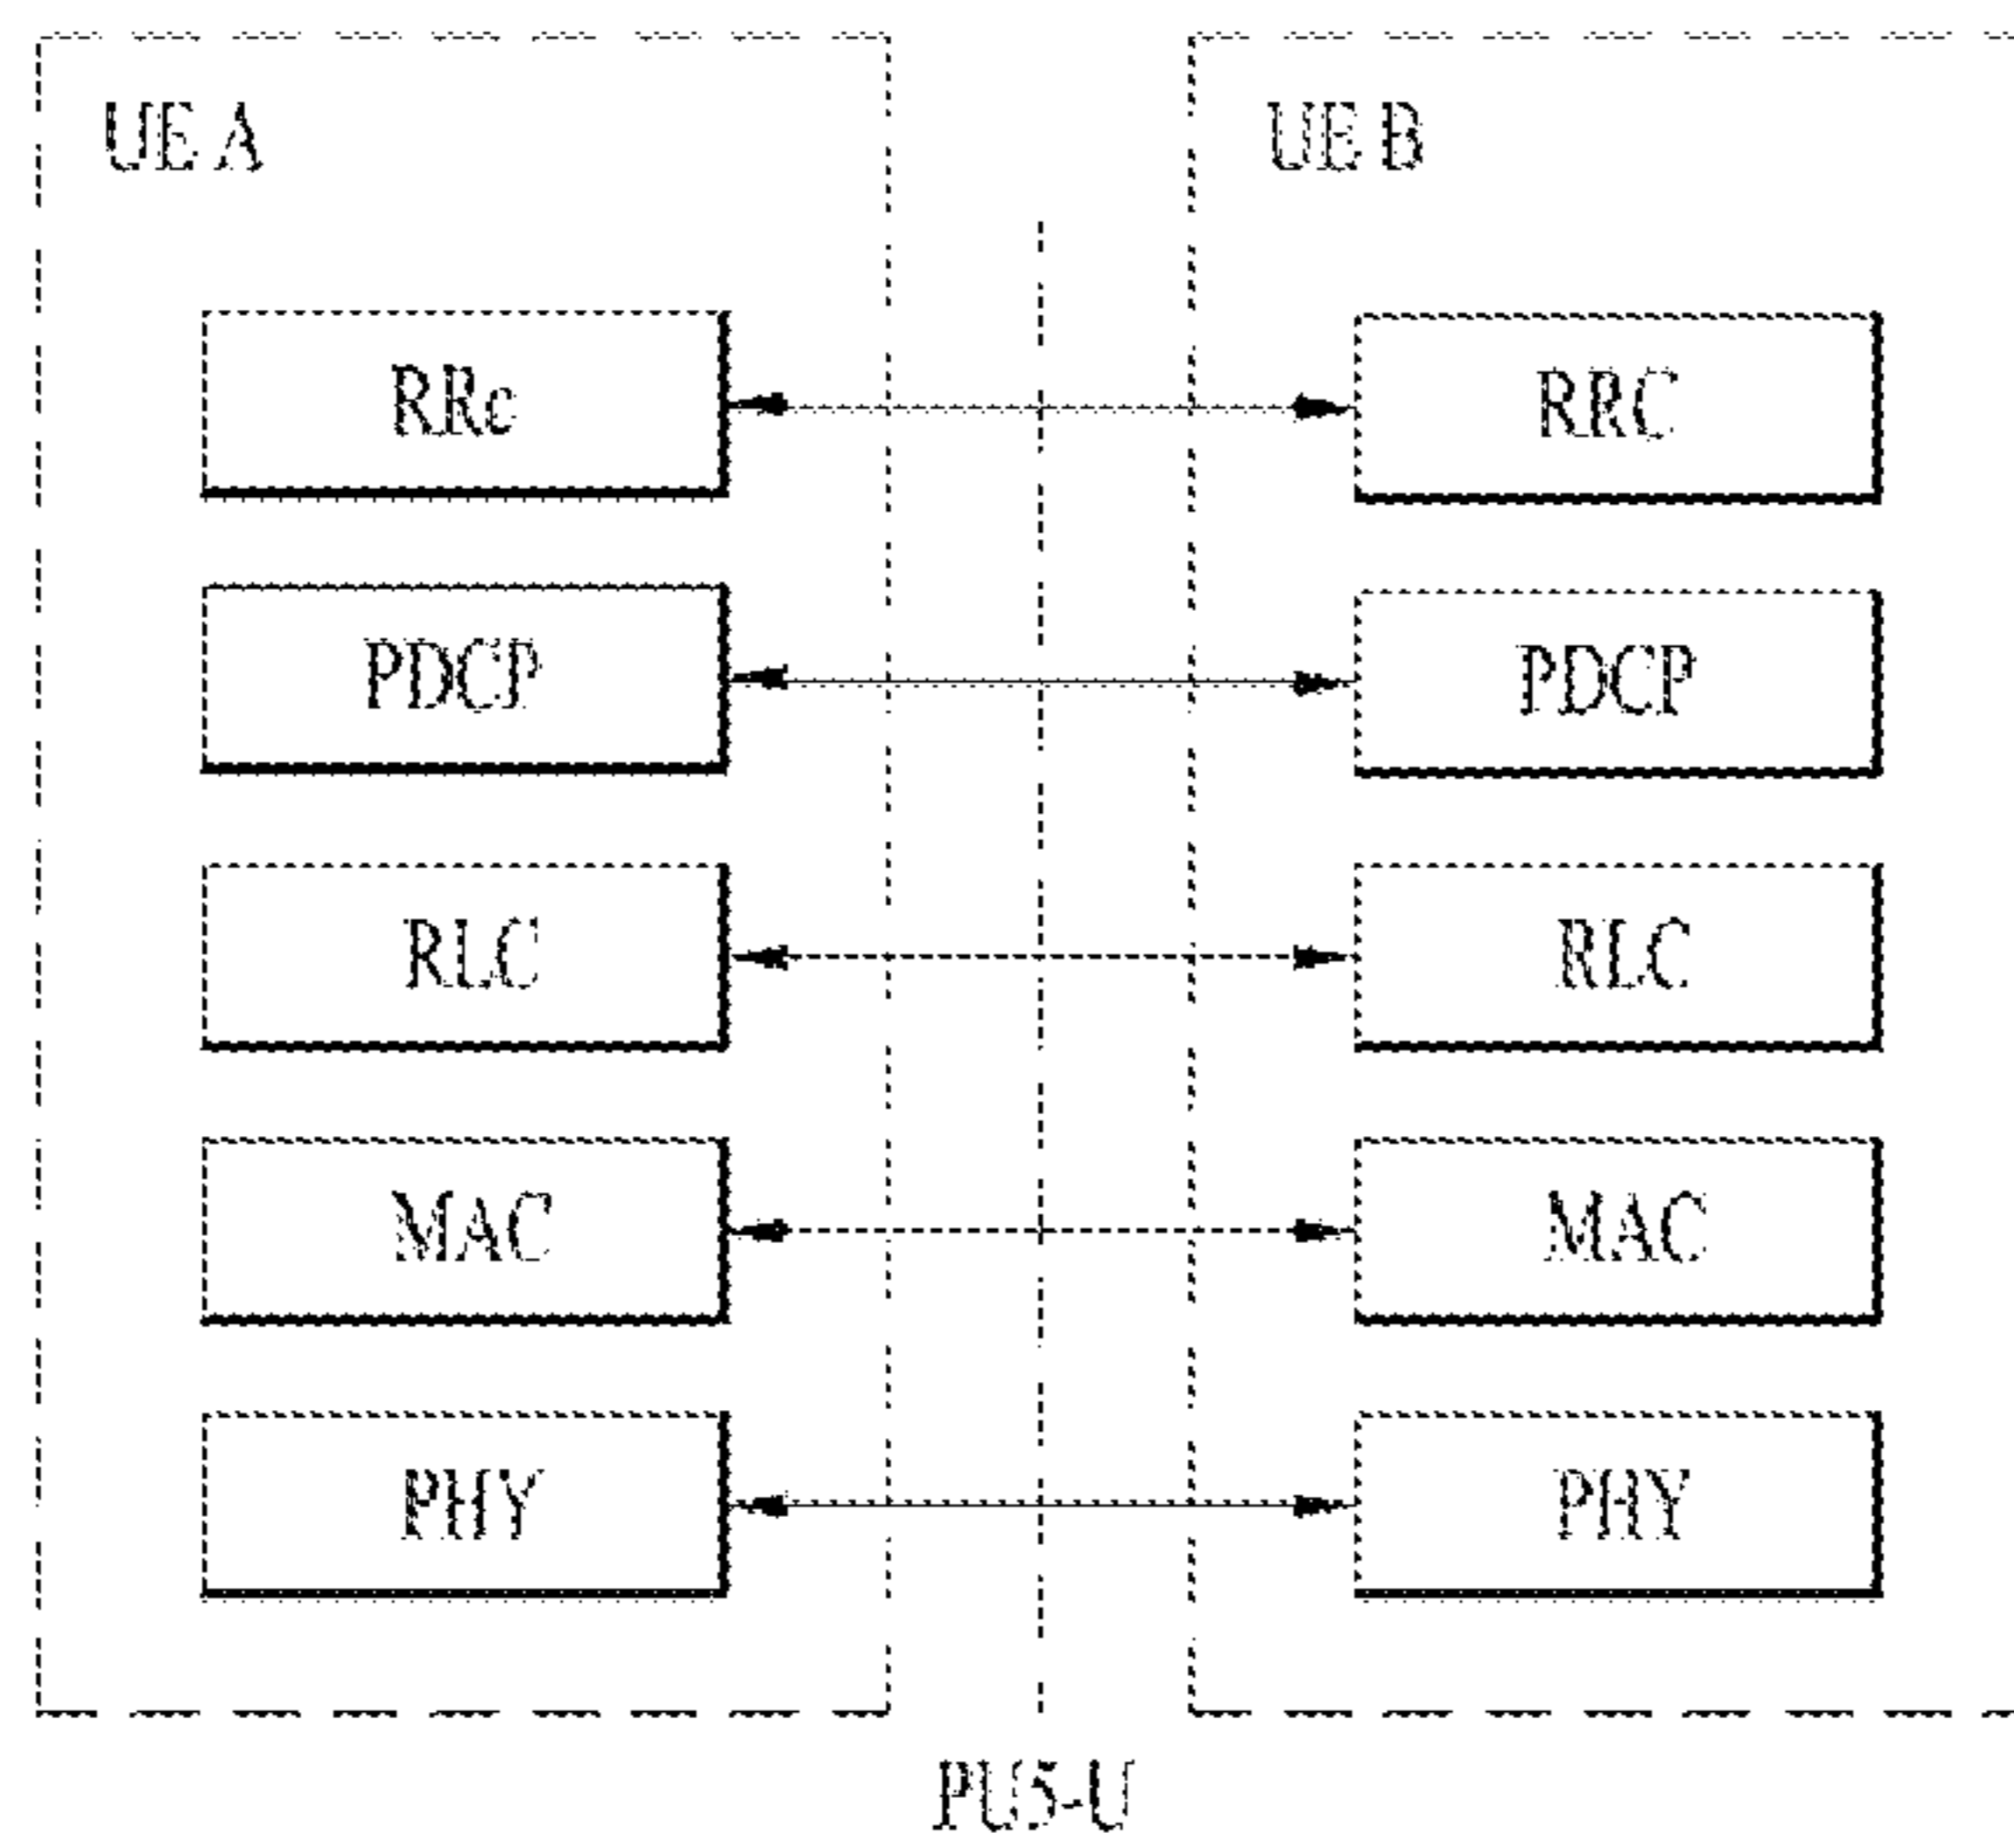 UE A
UE B
RRc
RRC
PDCP
PDCP
RLC
RLC
MAC
MAC
PHY
PHY
PU5-U